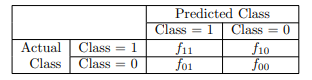 Predicted Class
Class = 1 Class = 0
Actual Class = 1 f11 f10
Class Class = 0 f01 f00